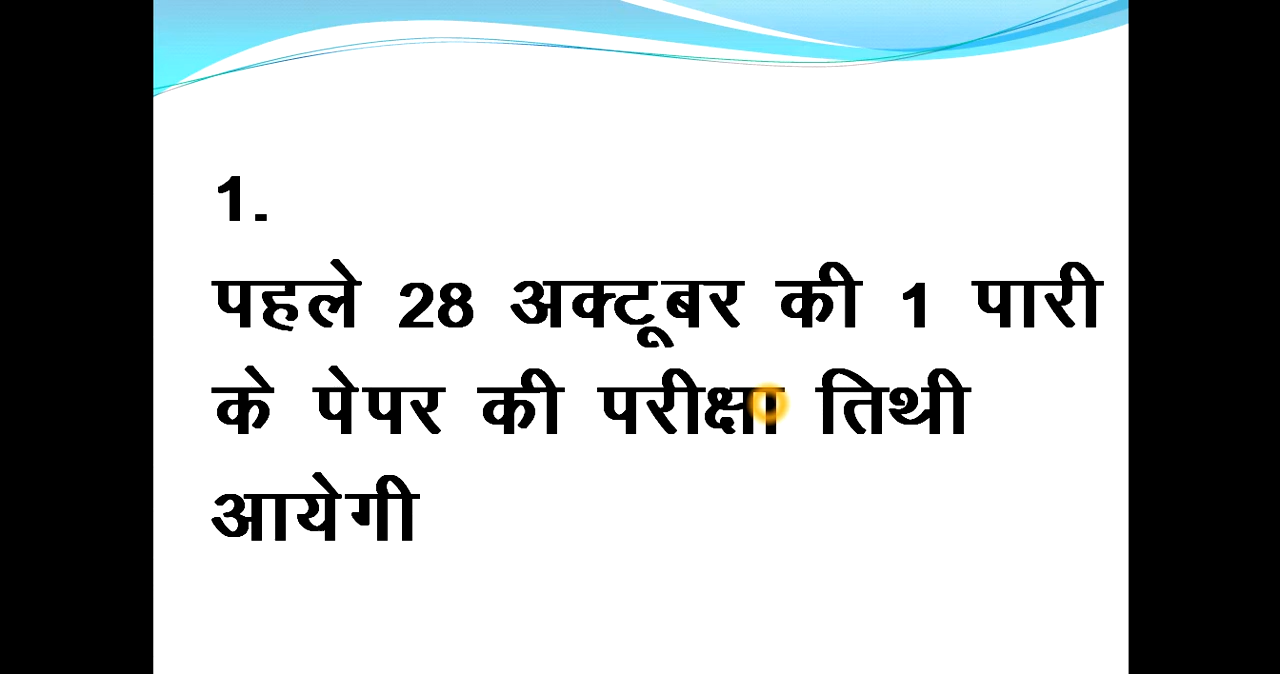 1.
पहले 28 अक्टूबर की 1 पारी
के पेपर की परीक्षा तिथी
आयेगी